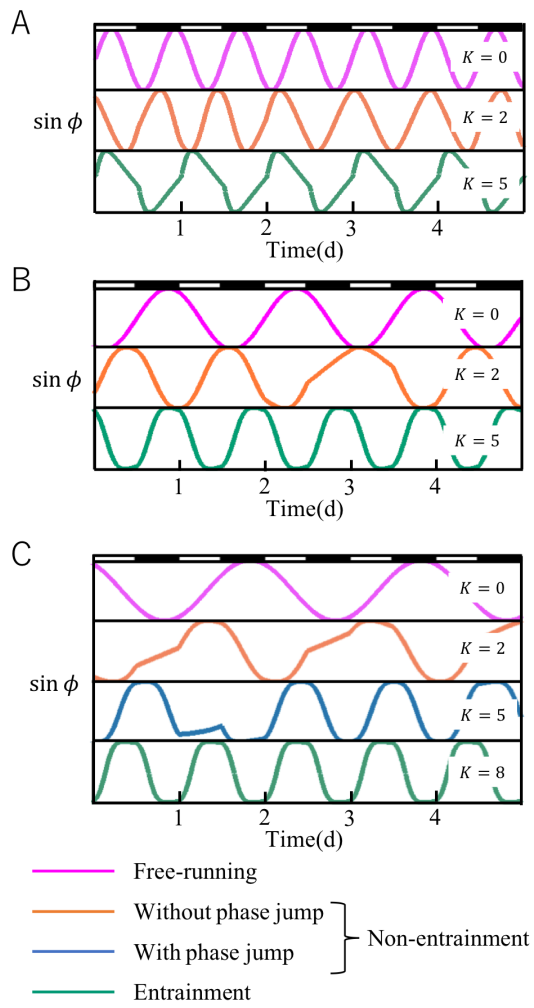 A
K = 0
K = 2
sin ϕ
K = 5
1 2 3 4
Time(d)
B
K = 0
K = 2
sin ϕ
K = 5
1 2 3 4
Time(d)
C
K = 0
K = 2
sin ϕ
K = 5
K = 8
1 2 3 4
Time(d)
Free-running
Without phase jump
With phase jump
Non-entrainment
Entrainment